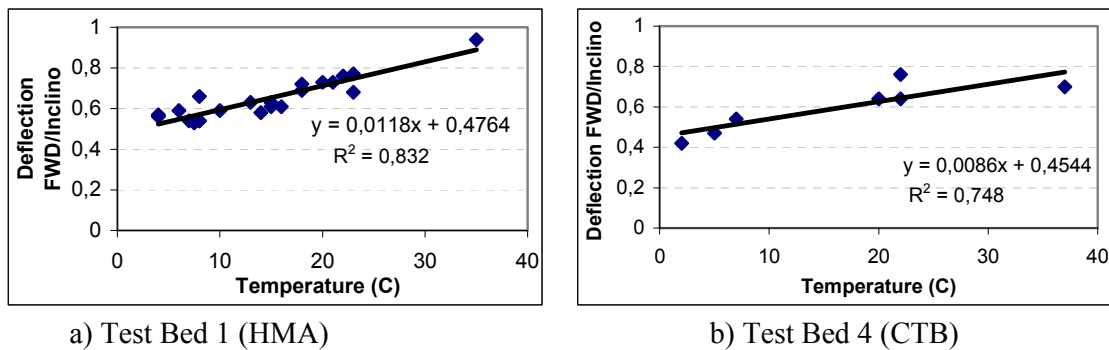 Deflection
FWD/Inclino
1
0,8
0,6
0,4
0,2
0
y = 0,0118x + 0,4764
R² = 0,832
0 10 20 30 40
Temperature (C)
a) Test Bed 1 (HMA)
Deflection FWD/Inclino
1
0,8
0,6
0,4
0,2
0
y = 0,0086x + 0,4544
R² = 0,748
0 10 20 30 40
Temperature (C)
b) Test Bed 4 (CTB)